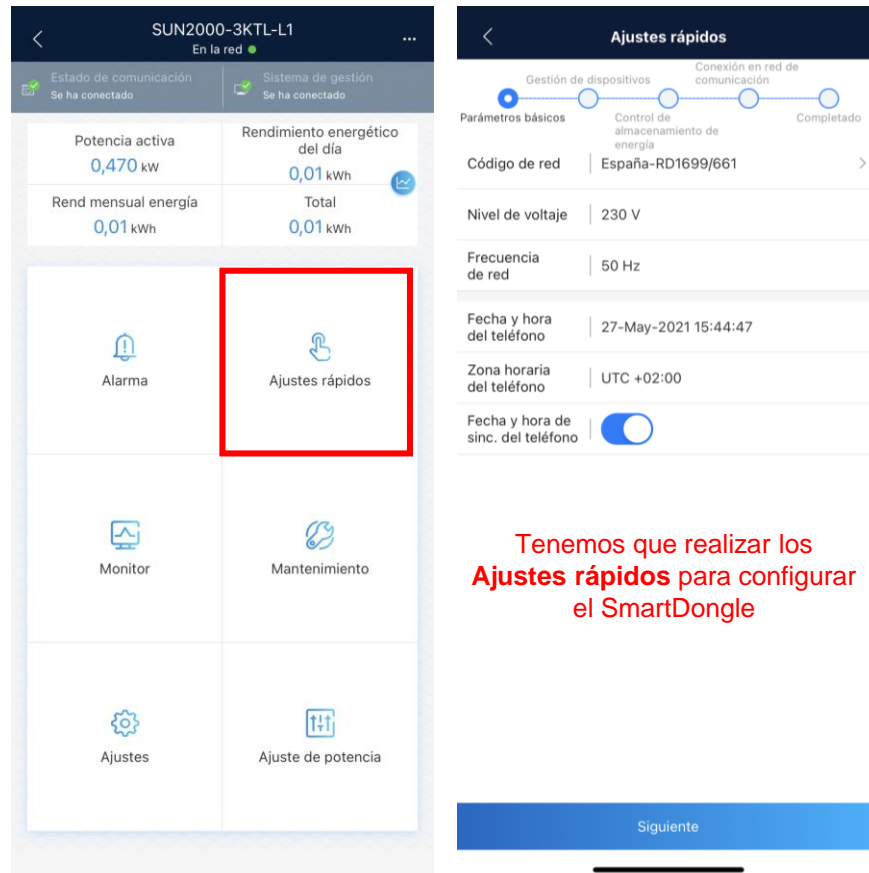 SUN2000-3KTL-L1
En la red
...
Estado de comunicación
Se ha conectado
Sistema de gestión
Se ha conectado
Potencia activa
0,470 kW
Rendimiento energético
del día
0,01 kWh
Rend mensual energía
0,01 kWh
Total
0,01 kWh
Alarma
Ajustes rápidos
Monitor
Mantenimiento
Ajustes
Ajuste de potencia
Ajustes rápidos
Parámetros básicos
Gestión de dispositivos
Control de
almacenamiento de
energía
Conexión en red de
comunicación
Completado
Código de red
España-RD1699/661
Nivel de voltaje
230 V
Frecuencia
de red
50 Hz
Fecha y hora
del teléfono
27-May-2021 15:44:47
Zona horaria
del teléfono
UTC +02:00
Fecha y hora de
sinc. del teléfono
Tenemos que realizar los
Ajustes rápidos para configurar
el SmartDongle
Siguiente